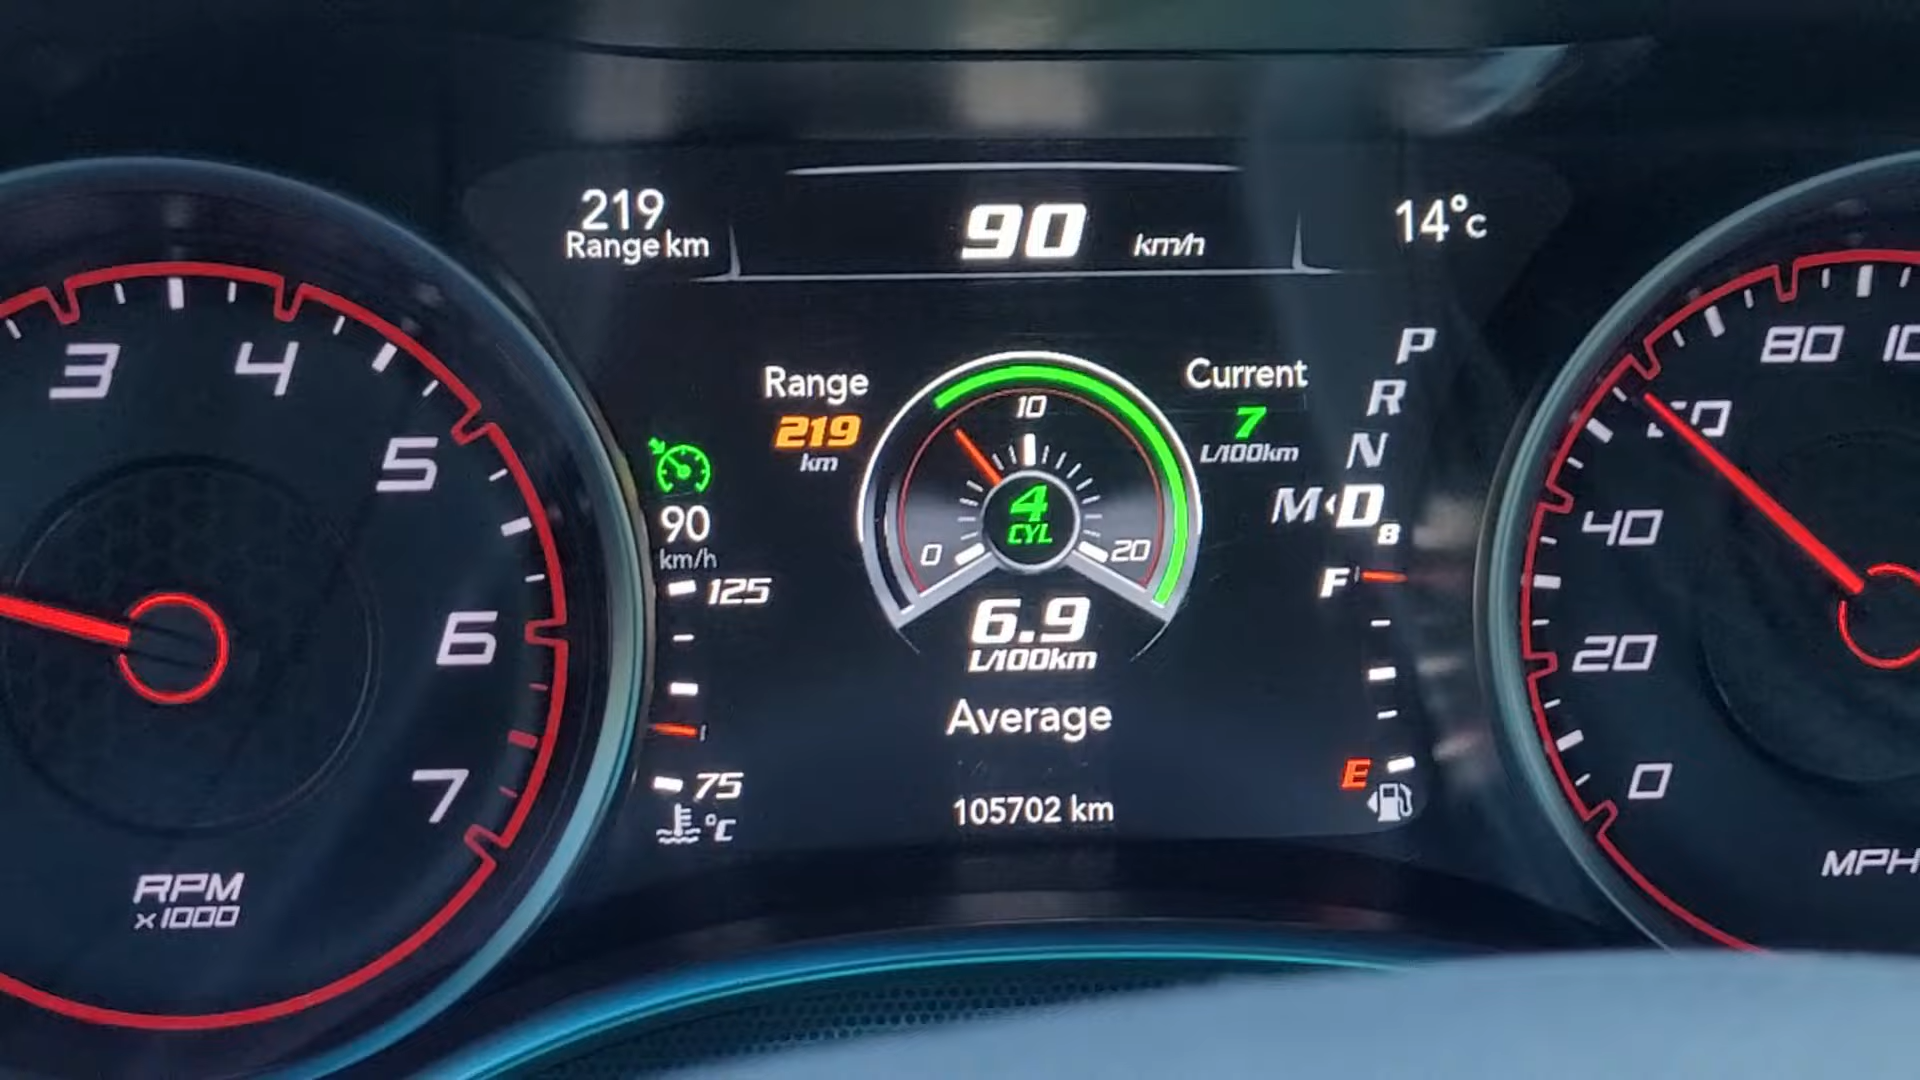 219
Range km
90 km/h
14°c
3
4
5
6
7
RPM
x1000
90
km/h
125
75
°C
Range
219
km
0
10
20
4
CYL
6.9
L/100km
Average
105702 km
Current
7
L/100km
P
R
N
M D8
F
E
80
60
40
20
0
MPH